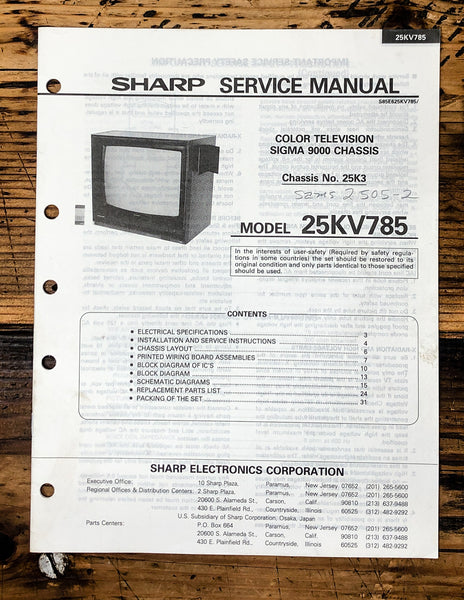 25KV785
SHARP SERVICE MANUAL
S85E625KV785/
COLOR TELEVISION
SIGMA 9000 CHASSIS
Chassis No. 25K3
Sams 2505-2
MODEL 25KV785
In the interests of user-safety (Required by safety regula-
tions in some countries) the set should be restored to its
original condition and only parts identical to those specified
should be used.
CONTENTS
• ELECTRICAL SPECIFICATIONS 3
• INSTALLATION AND SERVICE INSTRUCTIONS 4
• CHASSIS LAYOUT 6
• PRINTED WIRING BOARD ASSEMBLIES 7
• BLOCK DIAGRAM OF IC'S 10
• BLOCK DIAGRAM 13
• SCHEMATIC DIAGRAMS 15
• REPLACEMENT PARTS LIST 24
• PACKING OF THE SET 31
SHARP ELECTRONICS CORPORATION
Executive Office: 10 Sharp Plaza, Paramus, New Jersey 07652 (201) 265-5600
Regional Offices & Distribution Centers: 2 Sharp Plaza, Paramus, New Jersey 07652 (201) 265-5600
20600 S. Alameda St., Carson, Calif. 90810 (213) 637-9488
430 E. Plainfield Rd., Countryside, Illinois 60525 (312) 482-9292
U.S. Subsidiary of Sharp Corporation, Osaka, Japan
Parts Centers: P.O. Box 664 Paramus, New Jersey 07652 (201) 265-5600
20600 S. Alameda St., Carson, Calif. 90810 (213) 637-9488
430 E. Plainfield Rd., Countryside, Illinois 60525 (312) 482-9292